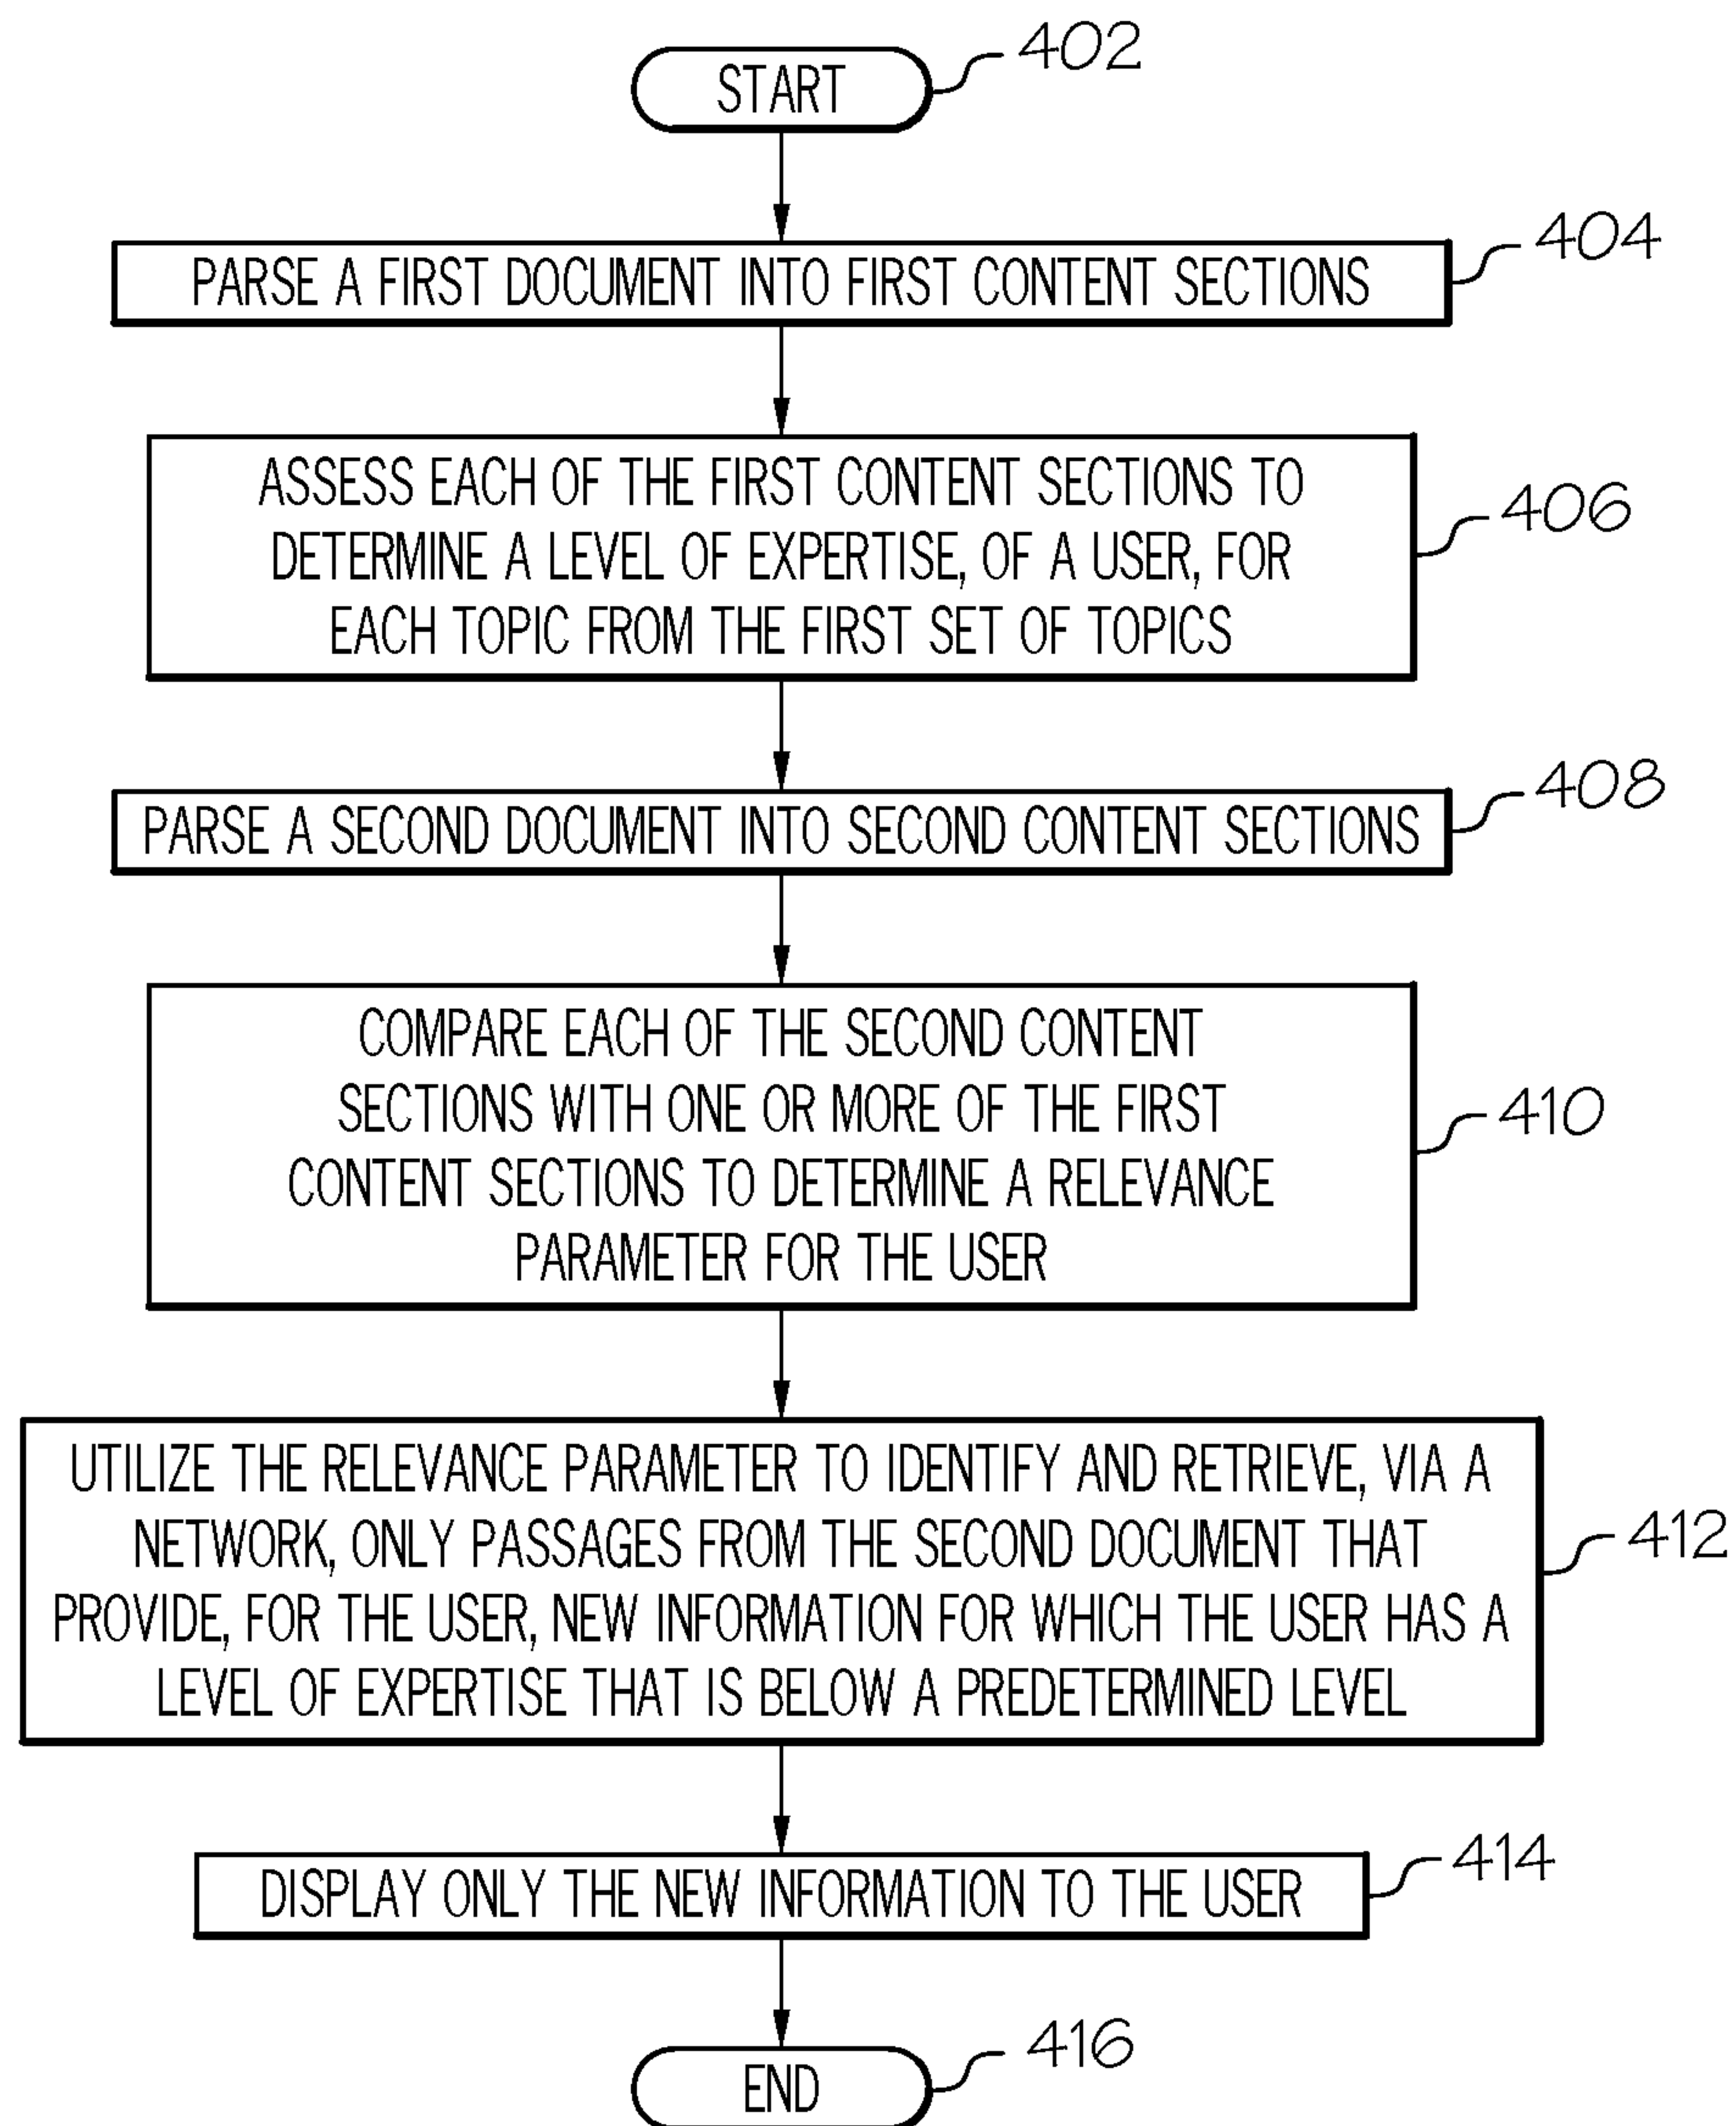 START
402
PARSE A FIRST DOCUMENT INTO FIRST CONTENT SECTIONS
404
ASSESS EACH OF THE FIRST CONTENT SECTIONS TO
DETERMINE A LEVEL OF EXPERTISE, OF A USER, FOR
EACH TOPIC FROM THE FIRST SET OF TOPICS
406
PARSE A SECOND DOCUMENT INTO SECOND CONTENT SECTIONS
408
COMPARE EACH OF THE SECOND CONTENT
SECTIONS WITH ONE OR MORE OF THE FIRST
CONTENT SECTIONS TO DETERMINE A RELEVANCE
PARAMETER FOR THE USER
410
UTILIZE THE RELEVANCE PARAMETER TO IDENTIFY AND RETRIEVE, VIA A
NETWORK, ONLY PASSAGES FROM THE SECOND DOCUMENT THAT
PROVIDE, FOR THE USER, NEW INFORMATION FOR WHICH THE USER HAS A
LEVEL OF EXPERTISE THAT IS BELOW A PREDETERMINED LEVEL
412
DISPLAY ONLY THE NEW INFORMATION TO THE USER
414
END
416